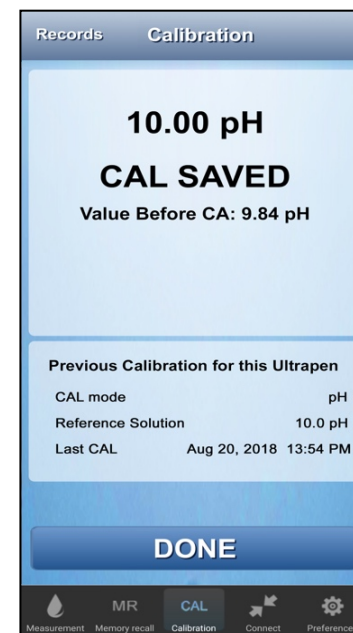 Records Calibration
10.00 pH
CAL SAVED
Value Before CA: 9.84 pH
Previous Calibration for this Ultrapen
CAL mode pH
Reference Solution 10.0 pH
Last CAL Aug 20, 2018 13:54 PM
DONE
MR CAL
Measurement Memory recall Calibration Connect Preference